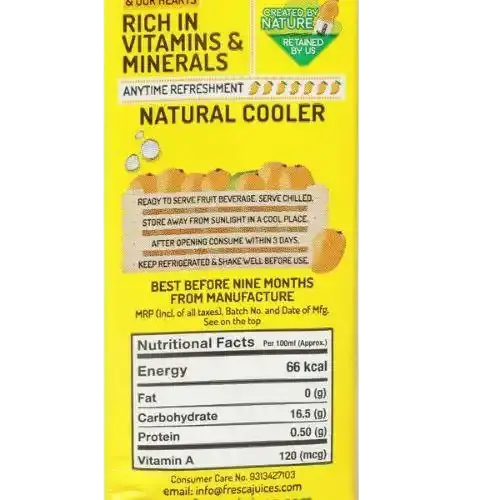 & OUR HEARTS
RICH IN
VITAMINS &
MINERALS
CREATED BY
NATURE
RETAINED
BY US
ANYTIME REFRESHMENT
NATURAL COOLER
READY TO SERVE FRUIT BEVERAGE. SERVE CHILLED.
STORE AWAY FROM SUNLIGHT IN A COOL PLACE.
AFTER OPENING CONSUME WITHIN 3 DAYS.
KEEP REFRIGERATED & SHAKE WELL BEFORE USE.
BEST BEFORE NINE MONTHS
FROM MANUFACTURE
MRP (Incl. of all taxes), Batch No. and Date of Mfg.
See on the top
Nutritional Facts Per 100ml (Approx.)
Energy 66 kcal
Fat 0 (g)
Carbohydrate 16.5 (g)
Protein 0.50 (g)
Vitamin A 120 (mcg)
Consumer Care No. 9313427103
email: info@frescajuices.com